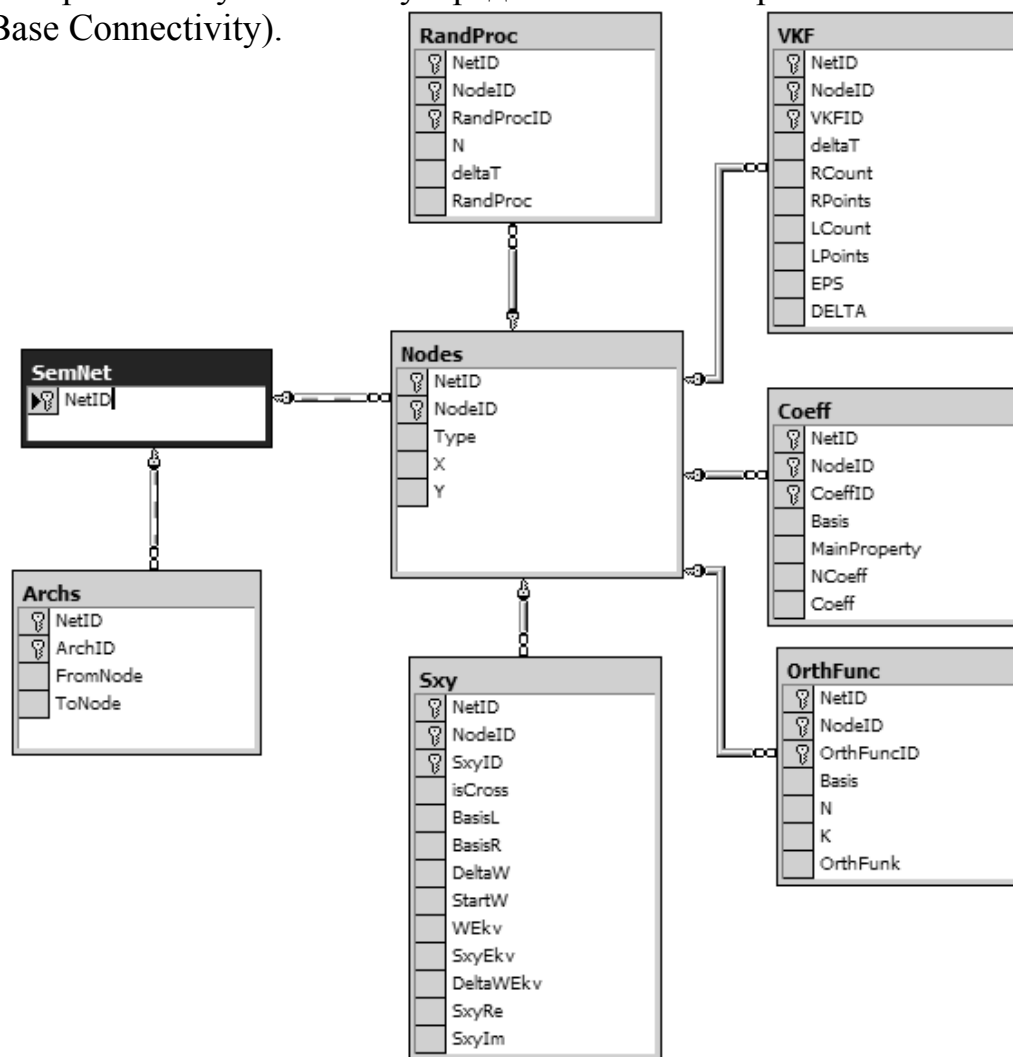 Base Connectivity).
RandProc
NetID
NodeID
RandProcID
N
deltaT
RandProc
VKF
NetID
NodeID
VKFID
deltaT
RCount
RPoints
LCount
LPoints
EPS
DELTA
SemNet
NetID
Nodes
NetID
NodeID
Type
X
Y
Coeff
NetID
NodeID
CoeffID
Basis
MainProperty
NCoeff
Coeff
Archs
NetID
ArchID
FromNode
ToNode
Sxy
NetID
NodeID
SxyID
isCross
BasisL
BasisR
DeltaW
StartW
WEkv
SxyEkv
DeltaWEkv
SxyRe
SxyIm
OrthFunc
NetID
NodeID
OrthFuncID
Basis
N
K
OrthFunk